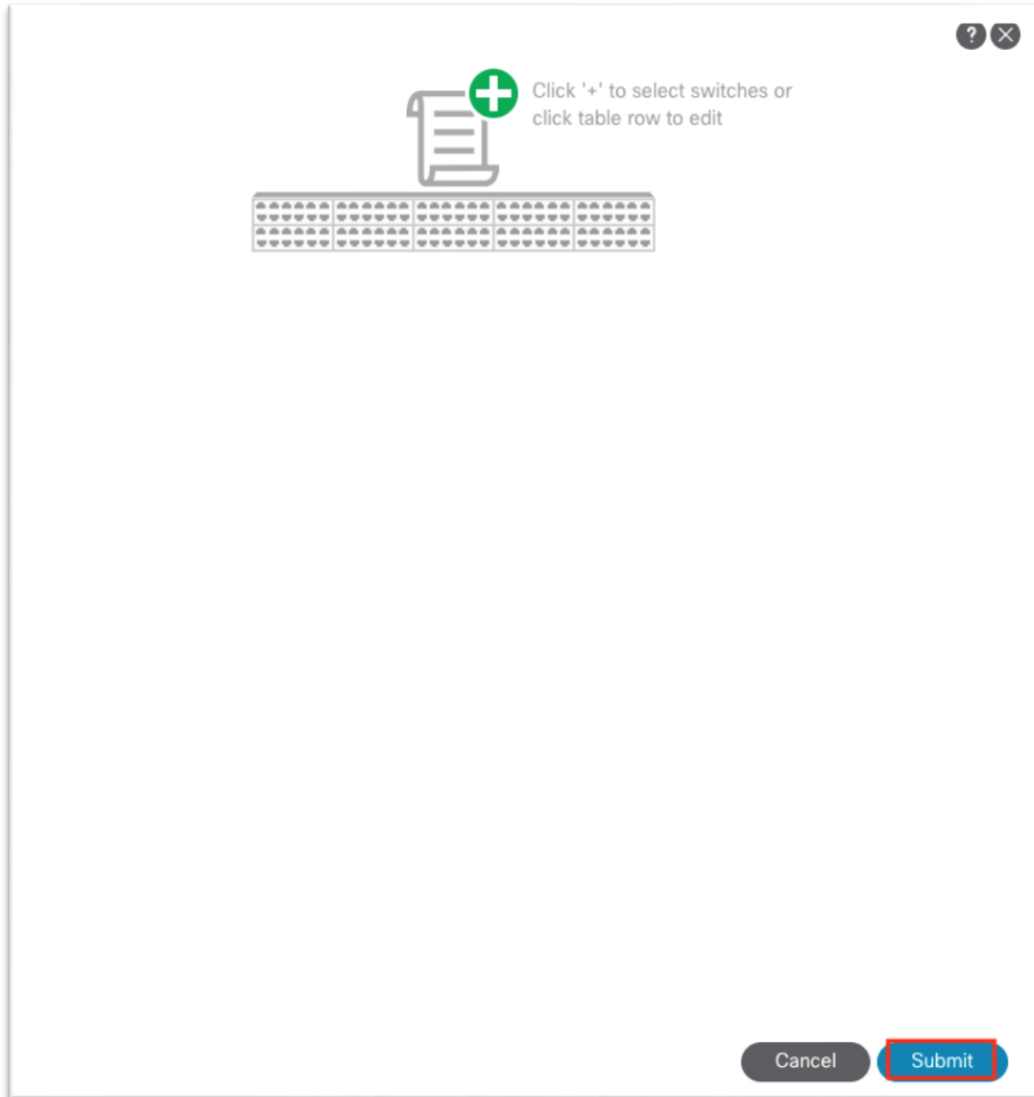 ?
Click '+' to select switches or
click table row to edit
Cancel
Submit